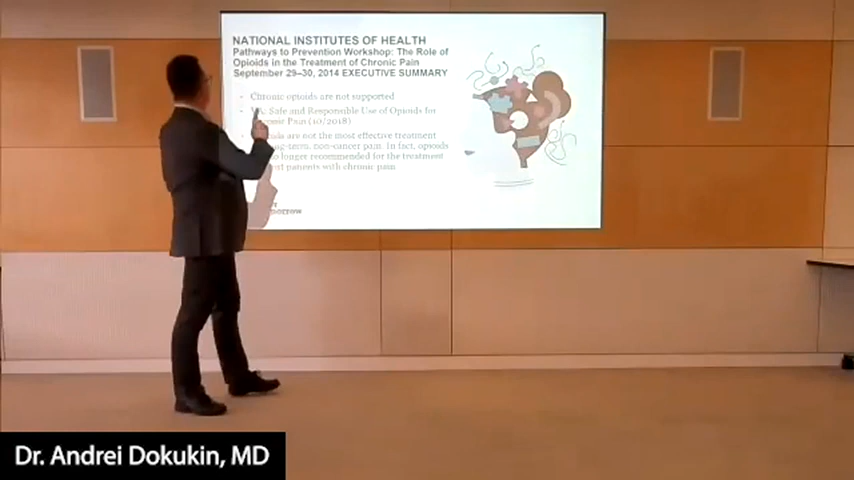 NATIONAL INSTITUTES OF HEALTH
Pathways to Prevention Workshop: The Role of
Opioids in the Treatment of Chronic Pain
September 29–30, 2014 EXECUTIVE SUMMARY
• Chronic opioids are not supported
• VA: Safe and Responsible Use of Opioids for
Pain (10/2018)
are not the most effective treatment
non-cancer pain. In fact, opioids
longer recommended for the treatment
patients with chronic pain
Dr. Andrei Dokukin, MD